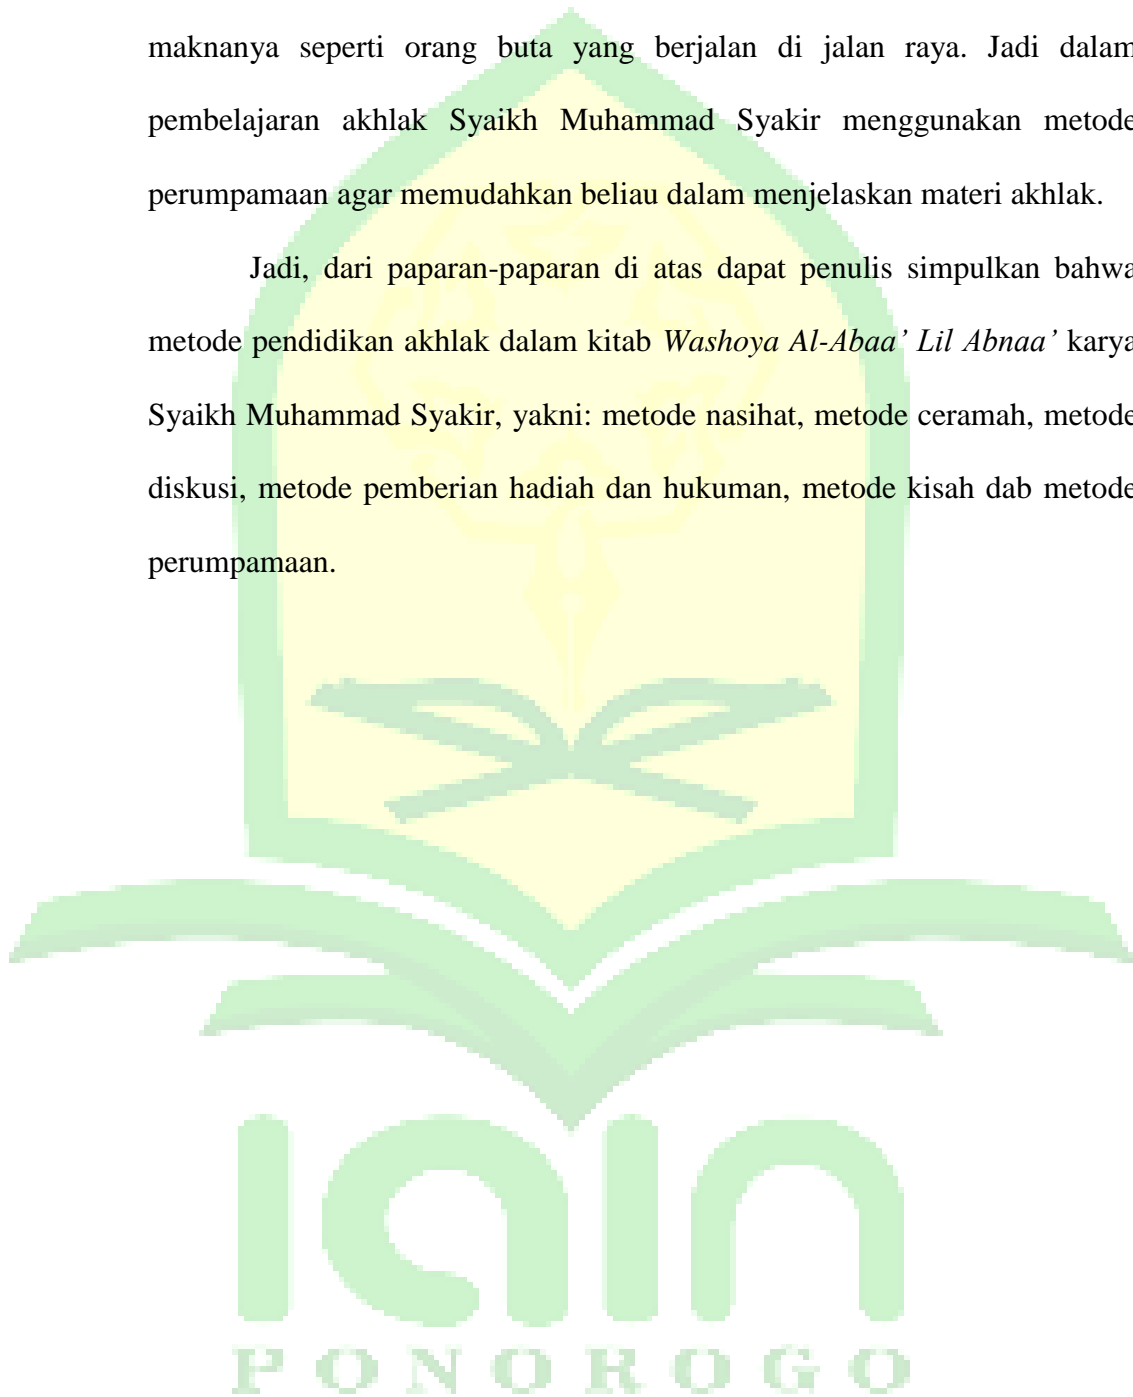 maknanya seperti orang buta yang berjalan di jalan raya. Jadi dalam
pembelajaran akhlak Syaikh Muhammad Syakir menggunakan metode
perumpamaan agar memudahkan beliau dalam menjelaskan materi akhlak.
Jadi, dari paparan-paparan di atas dapat penulis simpulkan bahwa
metode pendidikan akhlak dalam kitab Washoya Al-Abaa’ Lil Abnaa’ karya
Syaikh Muhammad Syakir, yakni: metode nasihat, metode ceramah, metode
diskusi, metode pemberian hadiah dan hukuman, metode kisah dab metode
perumpamaan.
iain
PONOROGO